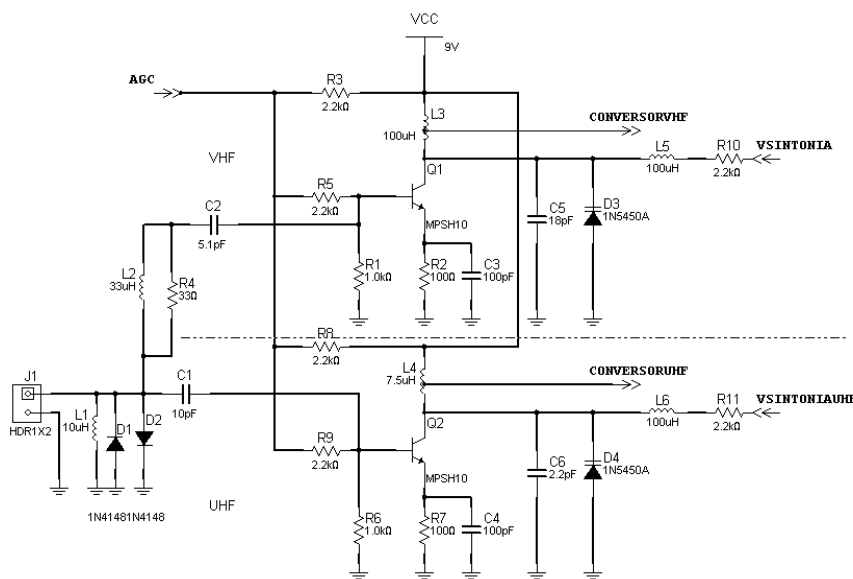 VCC
9V
AGC
R3
2.2kΩ
L3
100uH
CONVERSORVHF
VHF
Q1
L5
100uH
R10
2.2kΩ
VSINTONIA
R5
2.2kΩ
C2
5.1pF
MPSH10
C5
18pF
D3
1N5450A
L2
33uH
R4
33Ω
R1
1.0kΩ
R2
100Ω
C3
100pF
R8
2.2kΩ
L4
7.5uH
CONVERSORUHF
J1
HDR1X2
C1
10pF
L1
10uH
D1
D2
Q2
L6
100uH
R11
2.2kΩ
VSINTONIAUHF
R9
2.2kΩ
MPSH10
C6
2.2pF
D4
1N5450A
1N41481N4148
UHF
R6
1.0kΩ
R7
100Ω
C4
100pF